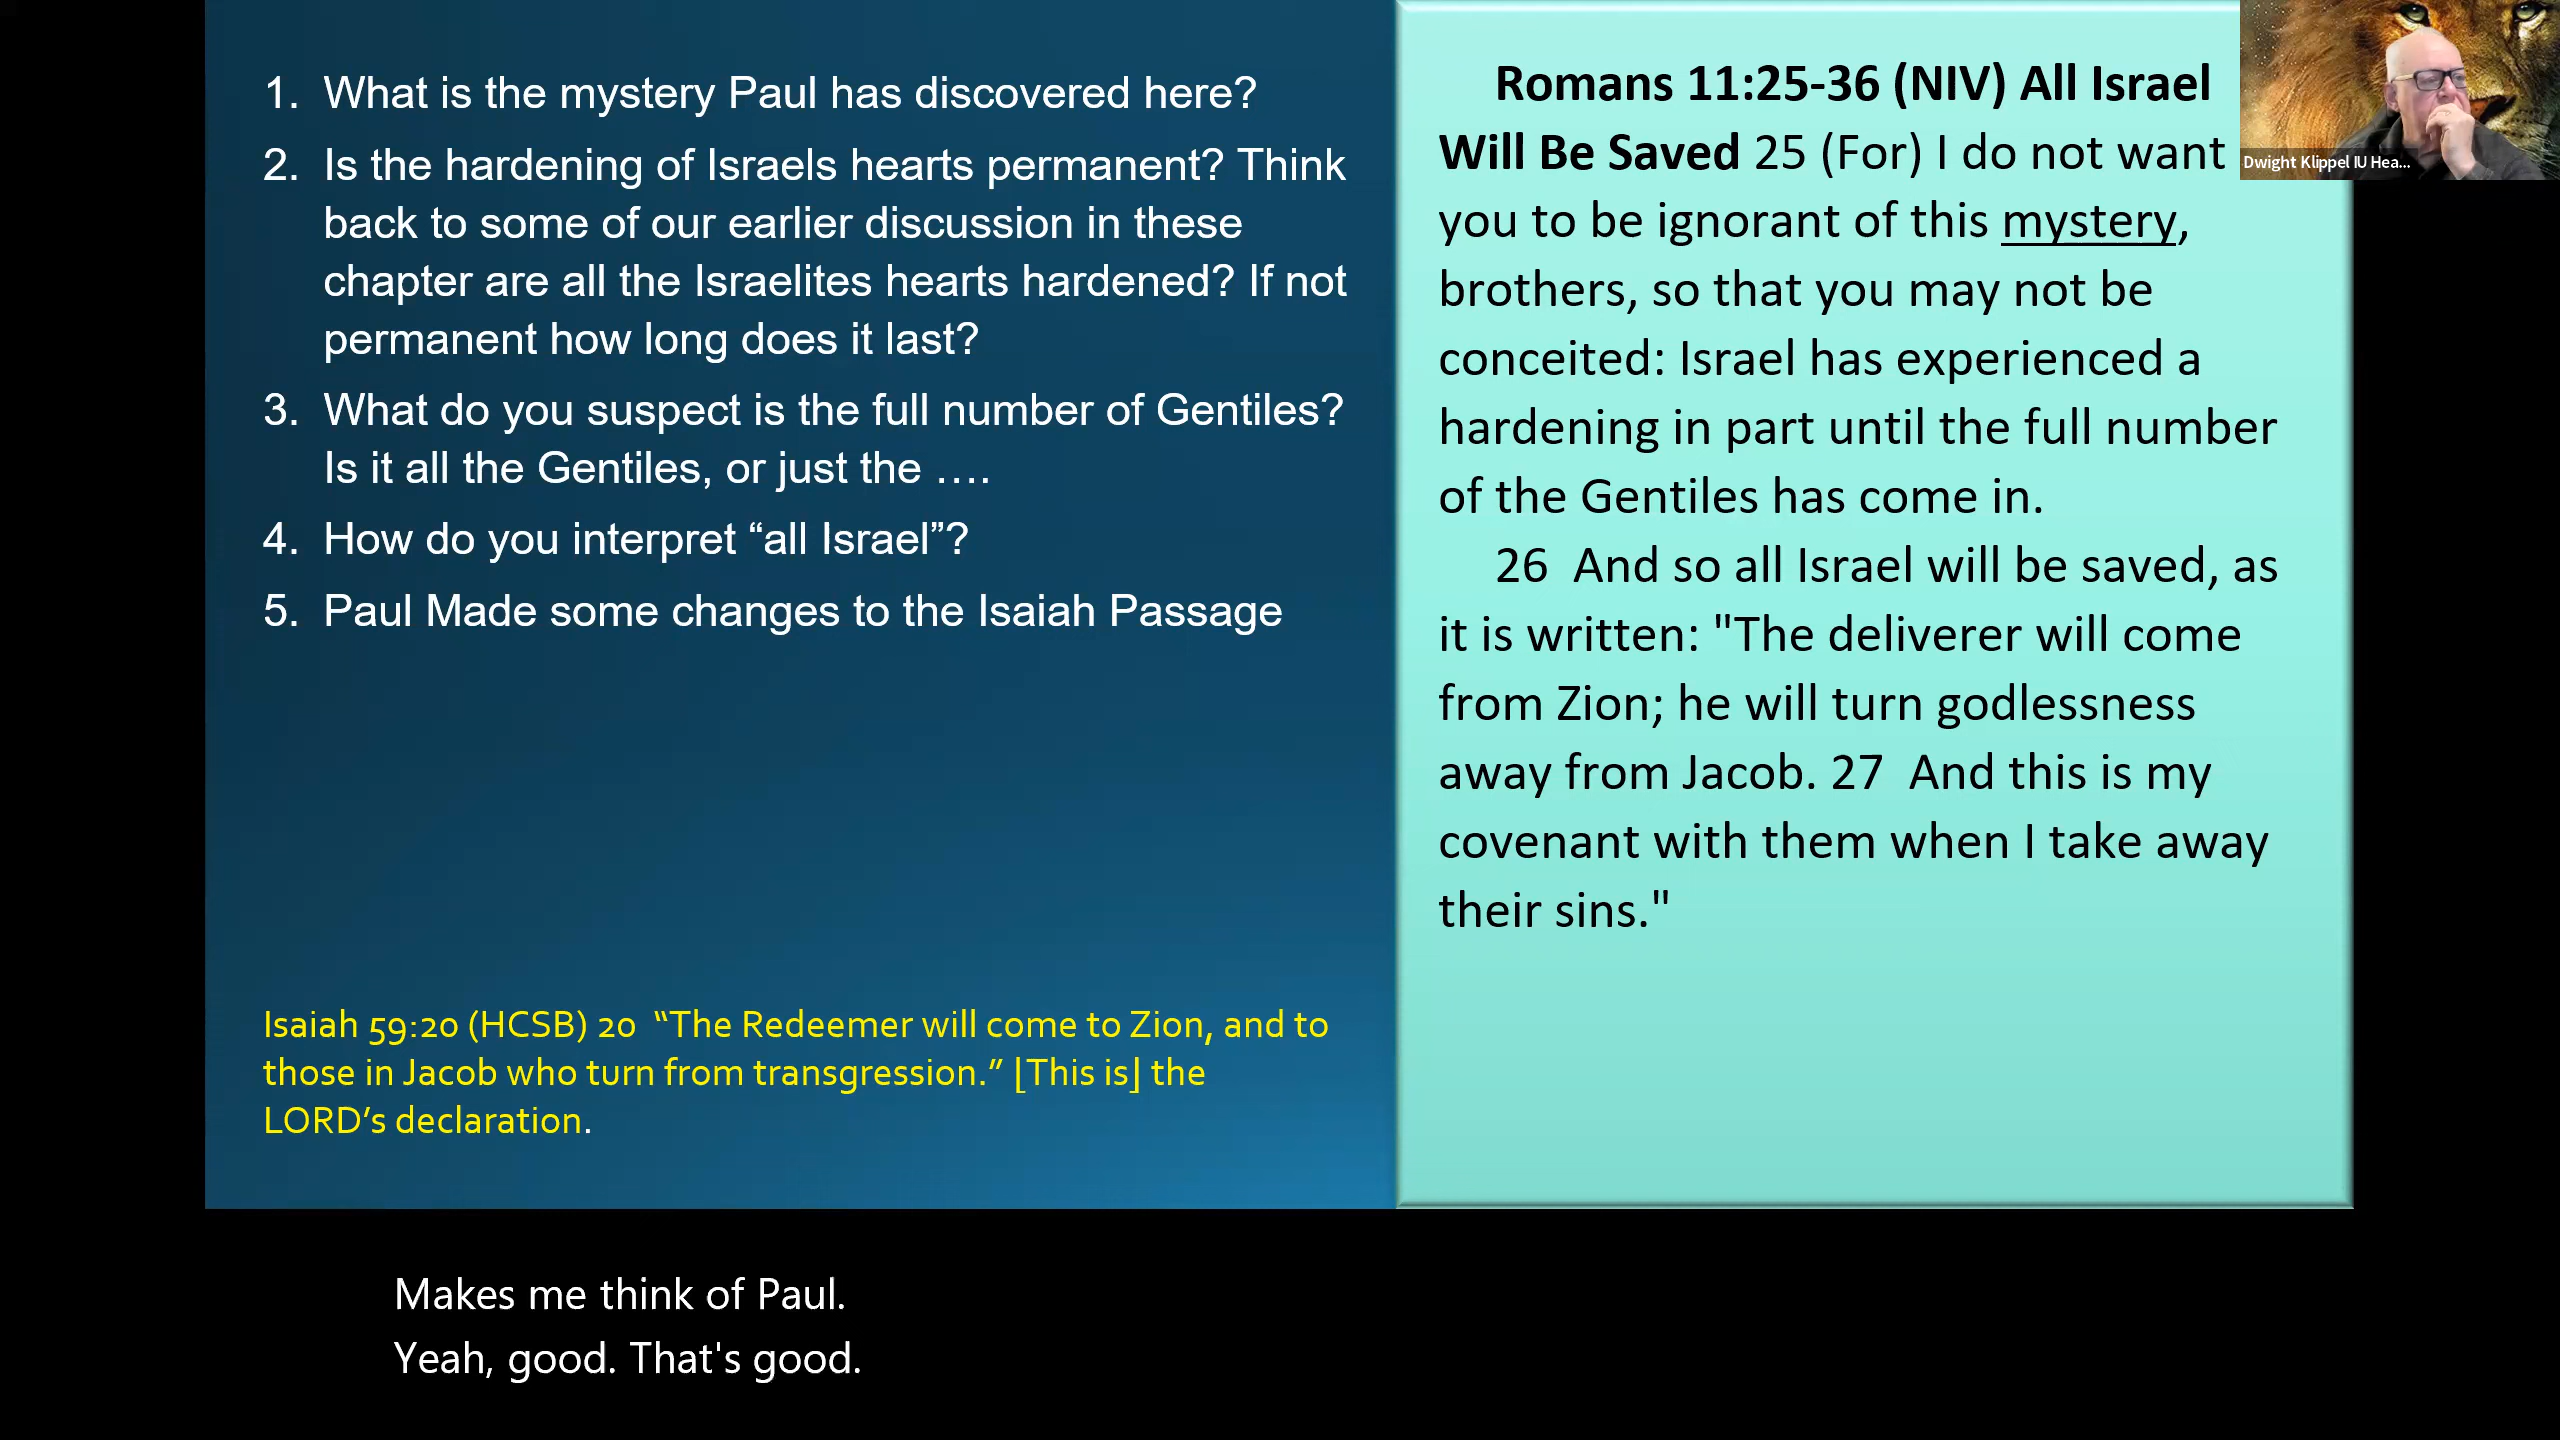 1. What is the mystery Paul has discovered here?
2. Is the hardening of Israels hearts permanent? Think
back to some of our earlier discussion in these
chapter are all the Israelites hearts hardened? If not
permanent how long does it last?
3. What do you suspect is the full number of Gentiles?
Is it all the Gentiles, or just the ….
4. How do you interpret “all Israel”?
5. Paul Made some changes to the Isaiah Passage
Isaiah 59:20 (HCSB) 20 “The Redeemer will come to Zion, and to
those in Jacob who turn from transgression.” [This is] the
LORD’s declaration.
Romans 11:25-36 (NIV) All Israel
Will Be Saved 25 (For) I do not want
you to be ignorant of this mystery,
brothers, so that you may not be
conceited: Israel has experienced a
hardening in part until the full number
of the Gentiles has come in.
26 And so all Israel will be saved, as
it is written: "The deliverer will come
from Zion; he will turn godlessness
away from Jacob. 27 And this is my
covenant with them when I take away
their sins."
Dwight Klippel IU Hea...
Makes me think of Paul.
Yeah, good. That's good.